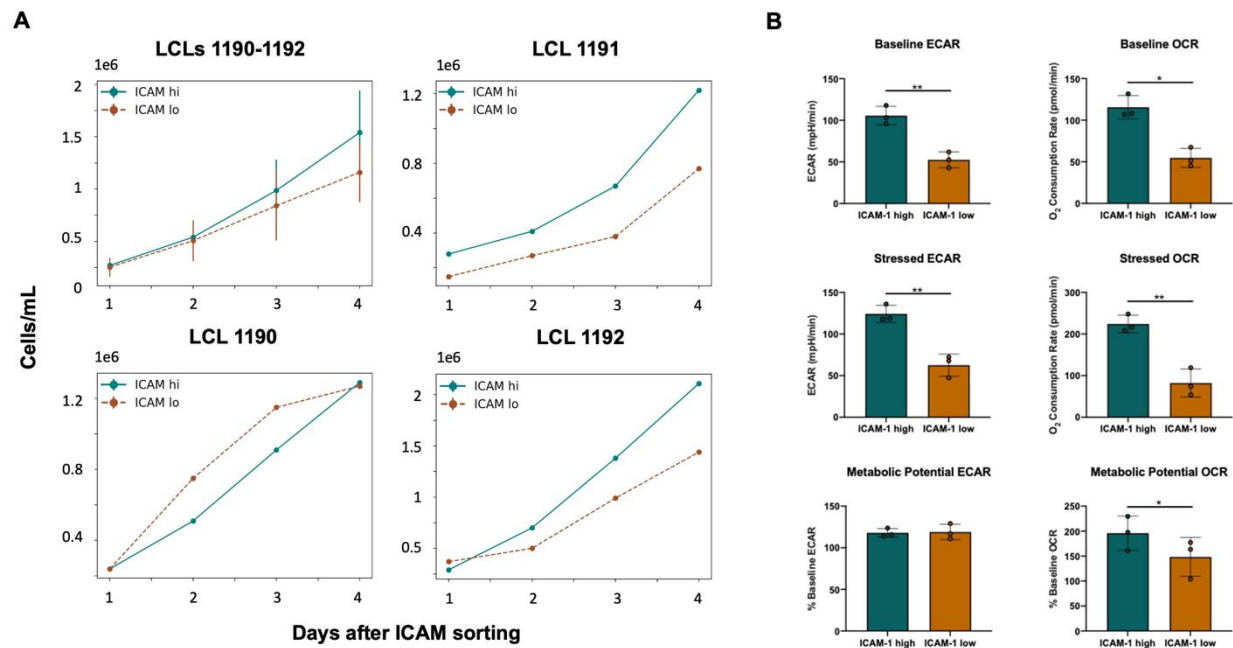 A
LCLs 1190-1192
1e6
ICAM hi
ICAM lo
2
1.5
1
0.5
0
1 2 3 4
LCL 1191
1e6
ICAM hi
ICAM lo
1.2
0.8
0.4
1 2 3 4
Cells/mL
LCL 1190
1e6
ICAM hi
ICAM lo
1.2
0.8
0.4
1 2 3 4
LCL 1192
1e6
ICAM hi
ICAM lo
2
1.5
1
0.5
1 2 3 4
Days after ICAM sorting
B
Baseline ECAR
ECAR (mpH/min)
150
100
50
0
**
ICAM-1 high ICAM-1 low
Baseline OCR
O2 Consumption Rate (pmol/min)
150
100
50
0
*
ICAM-1 high ICAM-1 low
Stressed ECAR
ECAR (mpH/min)
150
100
50
0
**
ICAM-1 high ICAM-1 low
Stressed OCR
O2 Consumption Rate (pmol/min)
300
200
100
0
**
ICAM-1 high ICAM-1 low
Metabolic Potential ECAR
% Baseline ECAR
150
100
50
0
ICAM-1 high ICAM-1 low
Metabolic Potential OCR
% Baseline OCR
250
200
150
100
50
0
*
ICAM-1 high ICAM-1 low